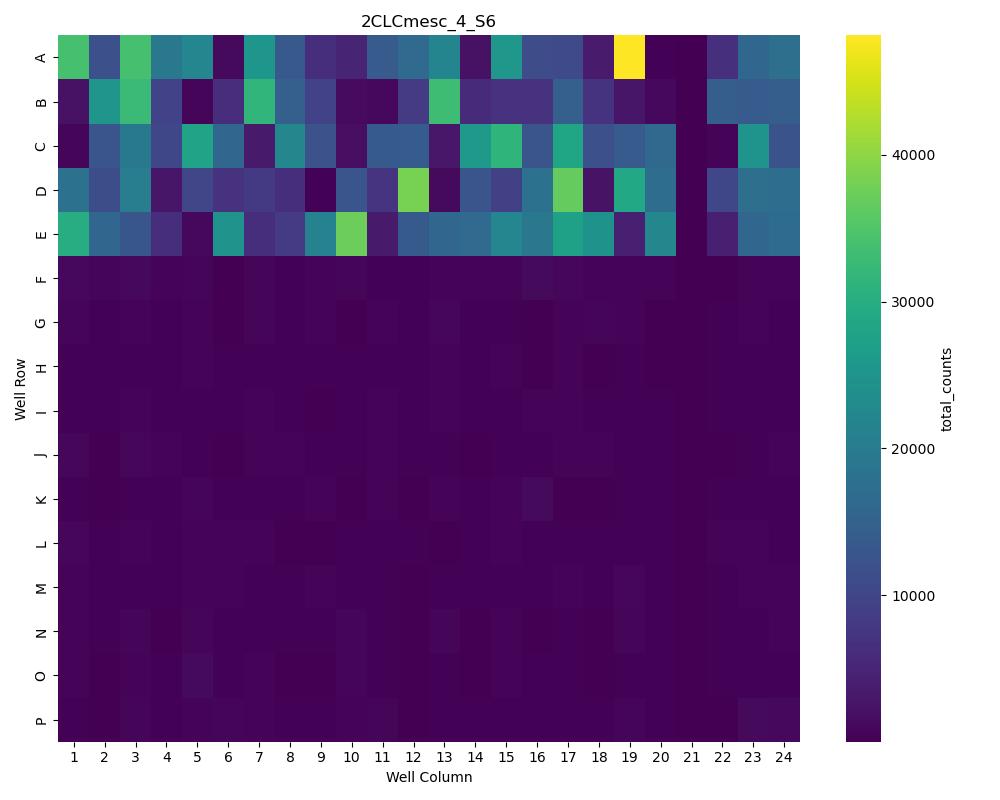 2CLCmesc_4_S6
A
B
C
D
E
F
G
H
I
J
K
L
M
N
O
P
Well Row
1 2 3 4 5 6 7 8 9 10 11 12 13 14 15 16 17 18 19 20 21 22 23 24
Well Column
40000
30000
20000
10000
total_counts